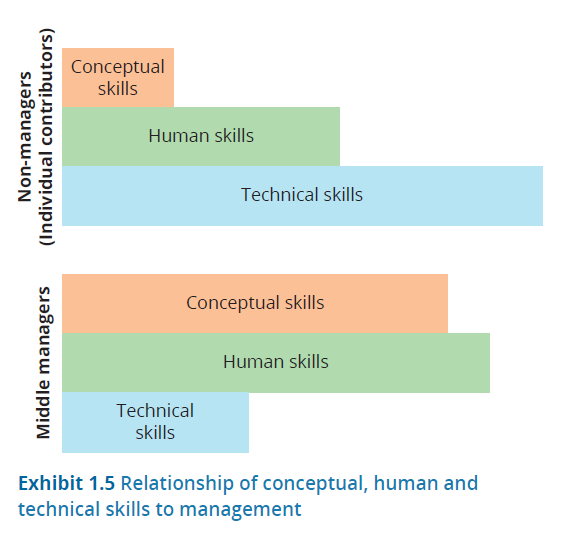 Non-managers
(Individual contributors)
Conceptual
skills
Human skills
Technical skills
Middle managers
Conceptual skills
Human skills
Technical
skills
Exhibit 1.5 Relationship of conceptual, human and
technical skills to management